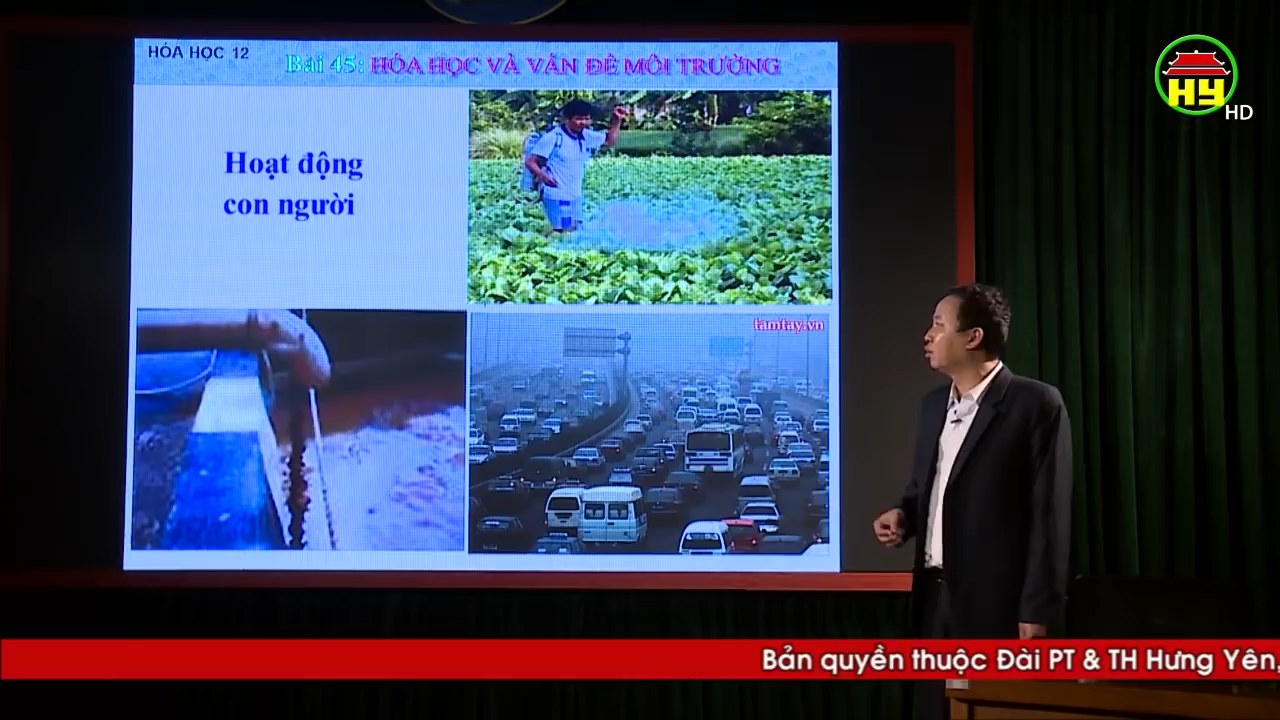 HÓA HỌC 12
Bài 45: HÓA HỌC VÀ VẤN ĐỀ MÔI TRƯỜNG
HY
HD
Hoạt động
con người
tamtay.vn
Bản quyền thuộc Đài PT & TH Hưng Yên,